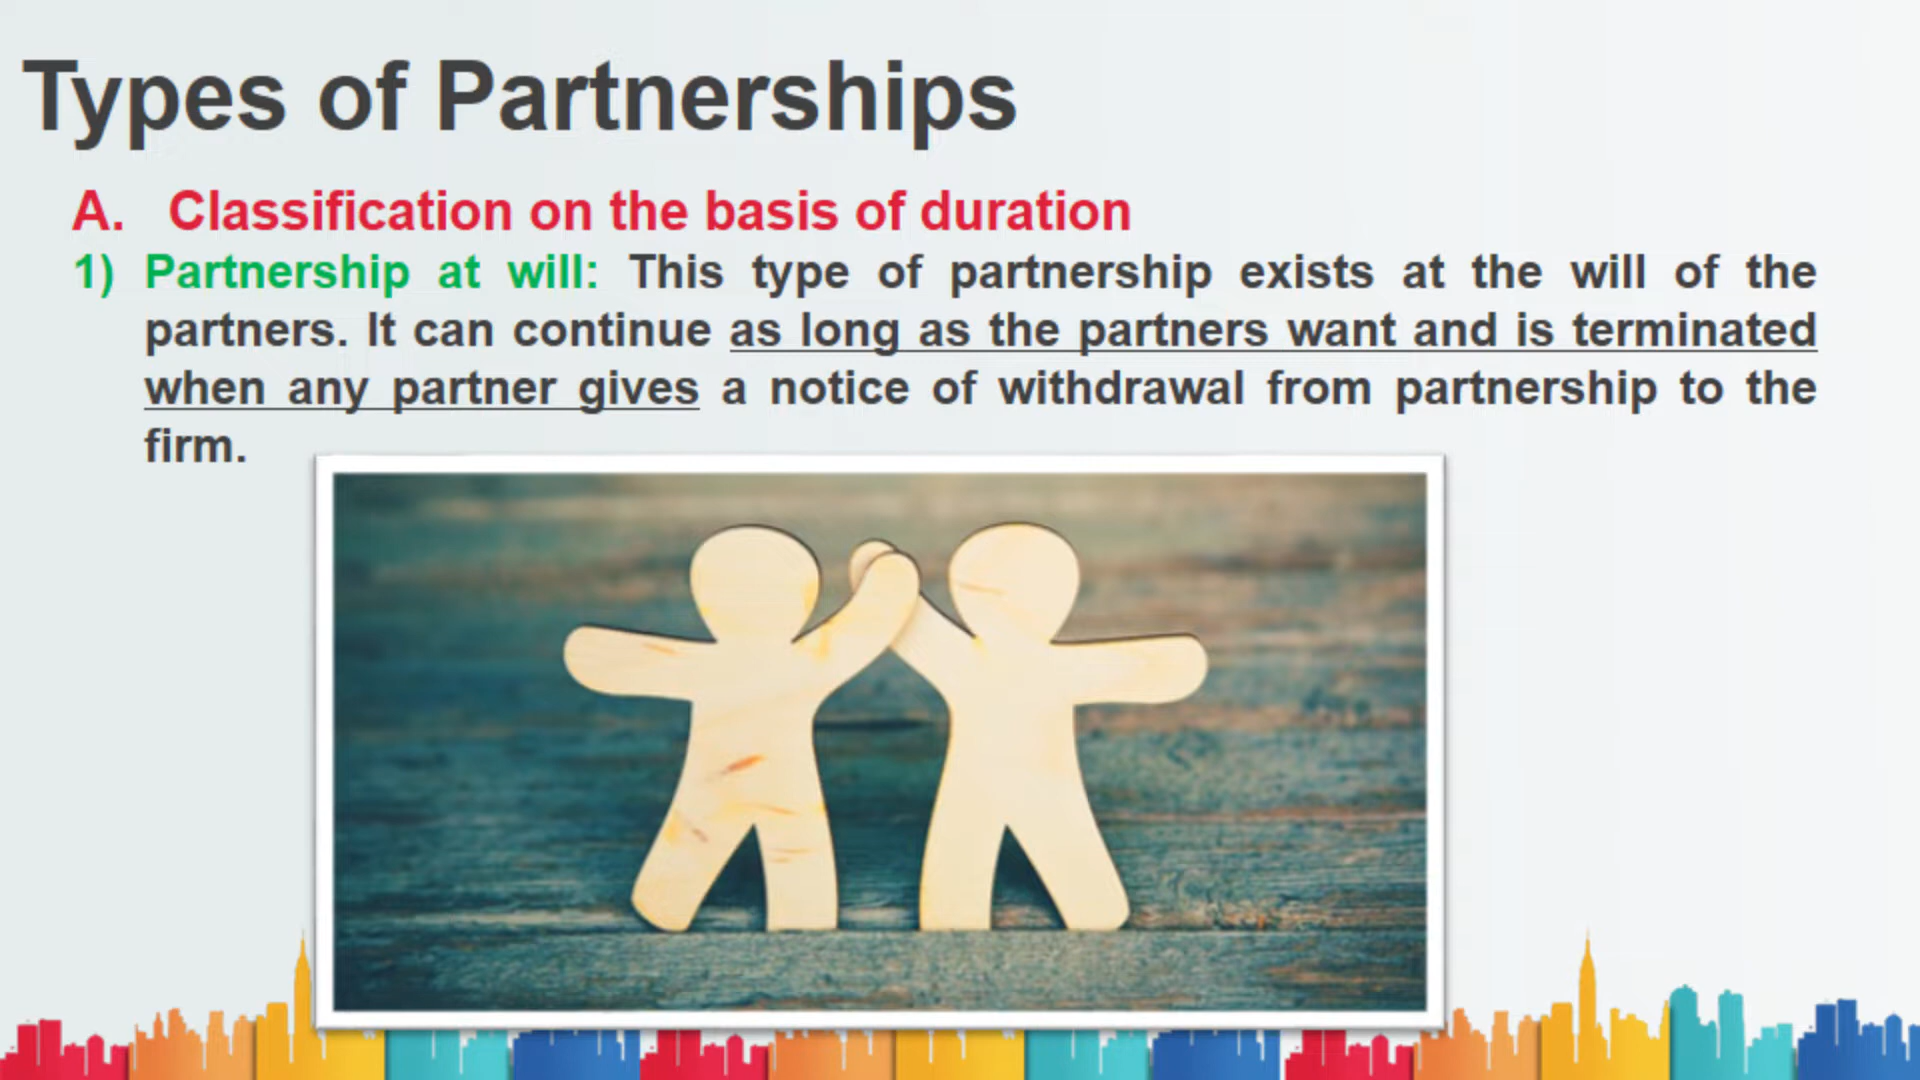 Types of Partnerships
A. Classification on the basis of duration
1) Partnership at will: This type of partnership exists at the will of the
partners. It can continue as long as the partners want and is terminated
when any partner gives a notice of withdrawal from partnership to the
firm.